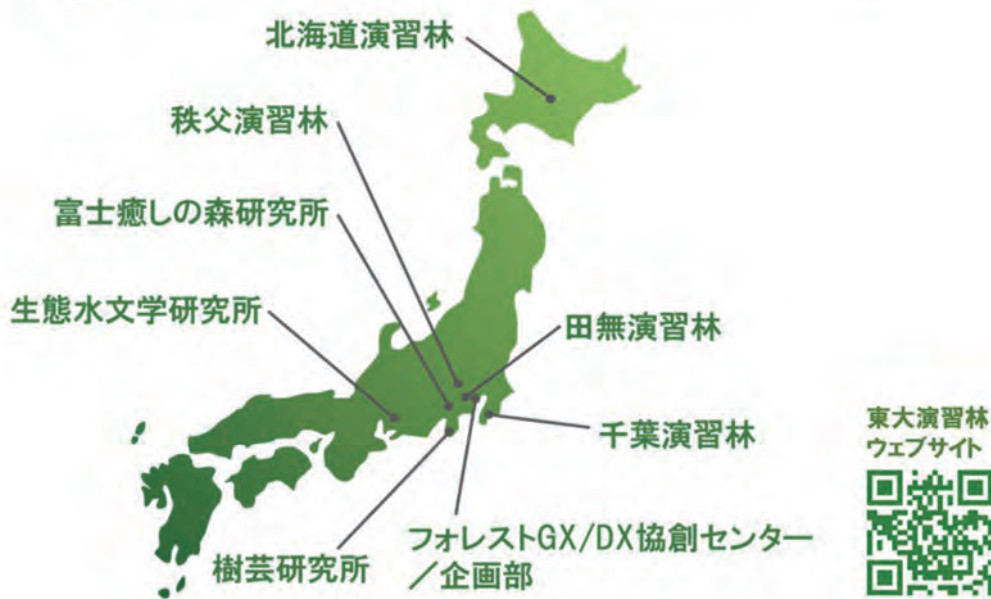 北海道演習林
秩父演習林
富士癒しの森研究所
生態水文学研究所
田無演習林
千葉演習林
フォレストGX/DX協創センター
／企画部
樹芸研究所
東大演習林
ウェブサイト